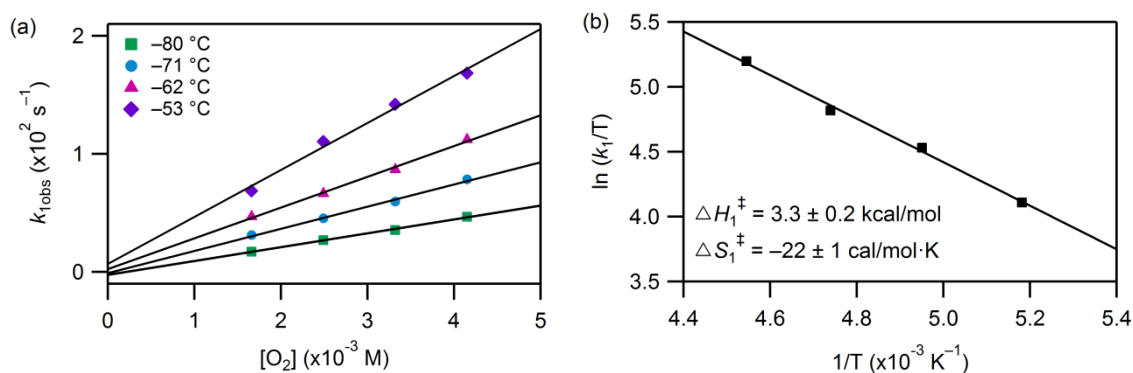 (a)
2
1
0
k1obs (x10² s⁻¹)
–80 °C
–71 °C
–62 °C
–53 °C
0 1 2 3 4 5
[O₂] (x10⁻³ M)
(b)
5.5
5.0
4.5
4.0
3.5
ln (k₁/T)
△H₁‡ = 3.3 ± 0.2 kcal/mol
△S₁‡ = –22 ± 1 cal/mol·K
4.4 4.6 4.8 5.0 5.2 5.4
1/T (x10⁻³ K⁻¹)